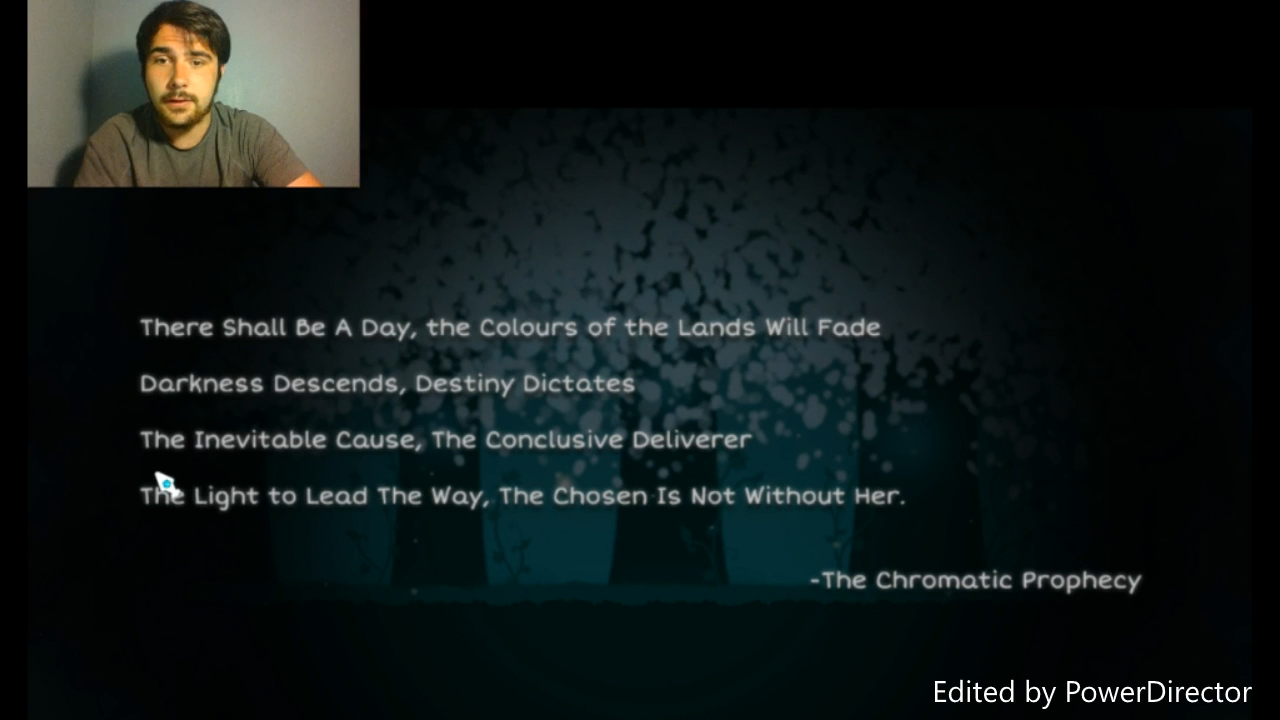 There Shall Be A Day, the Colours of the Lands Will Fade
Darkness Descends, Destiny Dictates
The Inevitable Cause, The Conclusive Deliverer
The Light to Lead The Way, The Chosen Is Not Without Her.
-The Chromatic Prophecy
Edited by PowerDirector